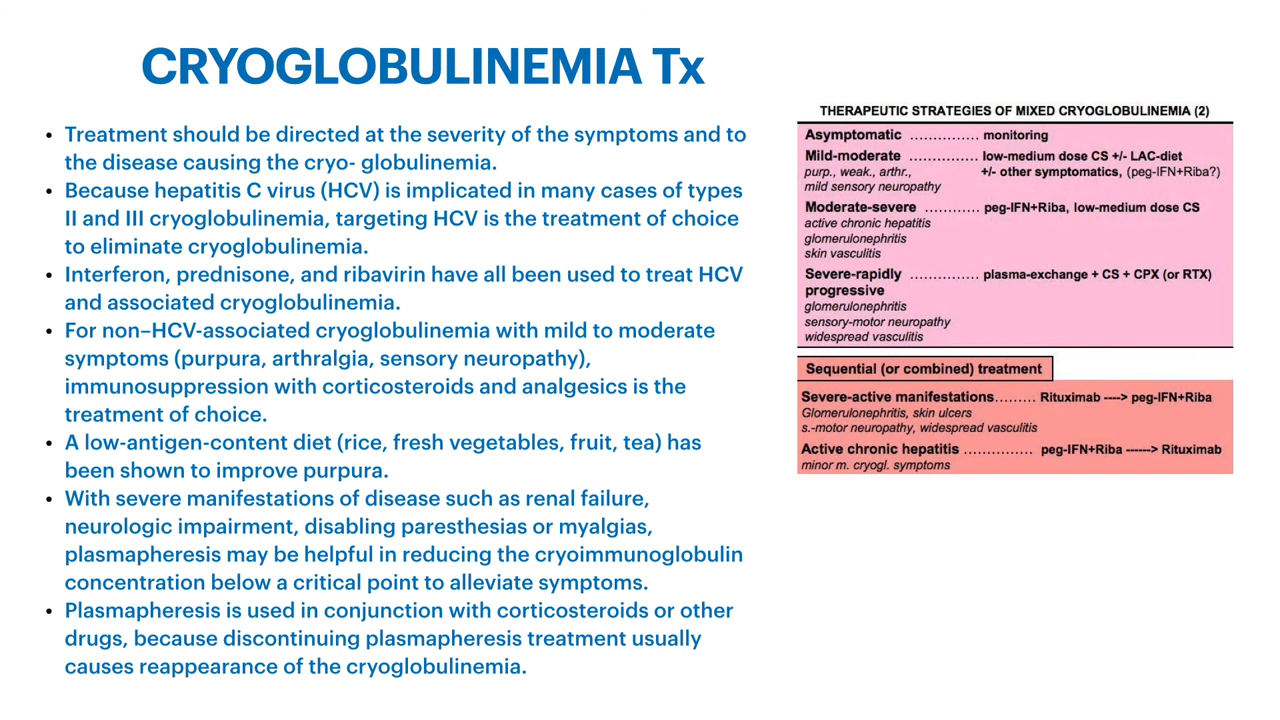 CRYOGLOBULINEMIA Tx
• Treatment should be directed at the severity of the symptoms and to
the disease causing the cryo- globulinemia.
• Because hepatitis C virus (HCV) is implicated in many cases of types
II and III cryoglobulinemia, targeting HCV is the treatment of choice
to eliminate cryoglobulinemia.
• Interferon, prednisone, and ribavirin have all been used to treat HCV
and associated cryoglobulinemia.
• For non–HCV-associated cryoglobulinemia with mild to moderate
symptoms (purpura, arthralgia, sensory neuropathy),
immunosuppression with corticosteroids and analgesics is the
treatment of choice.
• A low-antigen-content diet (rice, fresh vegetables, fruit, tea) has
been shown to improve purpura.
• With severe manifestations of disease such as renal failure,
neurologic impairment, disabling paresthesias or myalgias,
plasmapheresis may be helpful in reducing the cryoimmunoglobulin
concentration below a critical point to alleviate symptoms.
• Plasmapheresis is used in conjunction with corticosteroids or other
drugs, because discontinuing plasmapheresis treatment usually
causes reappearance of the cryoglobulinemia.
THERAPEUTIC STRATEGIES OF MIXED CRYOGLOBULINEMIA (2)
Asymptomatic .............. monitoring
Mild-moderate .............. low-medium dose CS +/- LAC-diet
purp., weak., arthr., +/- other symptomatics, (peg-IFN+Riba?)
mild sensory neuropathy
Moderate-severe ........... peg-IFN+Riba, low-medium dose CS
active chronic hepatitis
glomerulonephritis
skin vasculitis
Severe-rapidly .............. plasma-exchange + CS + CPX (or RTX)
progressive
glomerulonephritis
sensory-motor neuropathy
widespread vasculitis
Sequential (or combined) treatment
Severe-active manifestations......... Rituximab ----> peg-IFN+Riba
Glomerulonephritis, skin ulcers
s.-motor neuropathy, widespread vasculitis
Active chronic hepatitis .............. peg-IFN+Riba ------> Rituximab
minor m. cryogl. symptoms